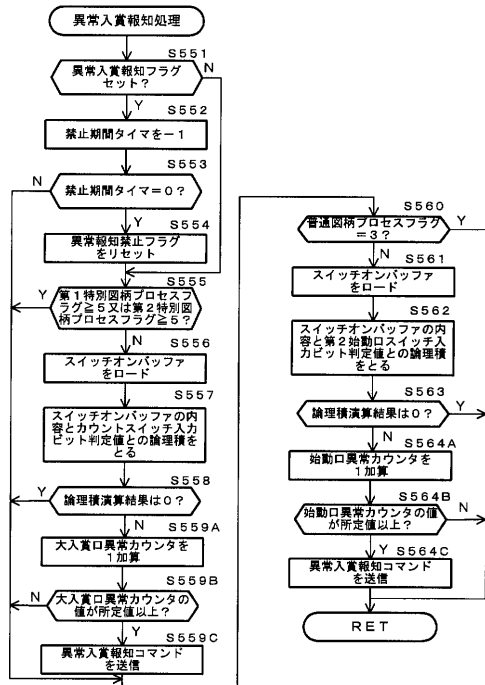 異常入賞報知処理
S551
異常入賞報知フラグ
セット?
N
Y
S552
禁止期間タイマを－1
S553
N
禁止期間タイマ＝0?
Y
S554
異常報知禁止フラグ
をリセット
S555
Y
第1特別図柄プロセスフ
ラグ≧5又は第2特別図
柄プロセスフラグ≧5?
N
S556
スイッチオンバッファ
をロード
S557
スイッチオンバッファの内
容とカウントスイッチ入力
ビット判定値との論理積を
とる
S558
Y
論理積演算結果は0?
N
S559A
大入賞口異常カウンタを
1加算
S559B
N
大入賞口異常カウンタの
値が所定値以上?
Y
S559C
異常入賞報知コマンド
を送信
S560
普通図柄プロセスフラグ
＝3?
Y
N
S561
スイッチオンバッファ
をロード
S562
スイッチオンバッファの内
容と第2始動口スイッチ入
力ビット判定値との論理積
をとる
S563
論理積演算結果は0?
Y
N
S564A
始動口異常カウンタを
1加算
S564B
始動口異常カウンタの値
が所定値以上?
N
Y
S564C
異常入賞報知コマンド
を送信
RET